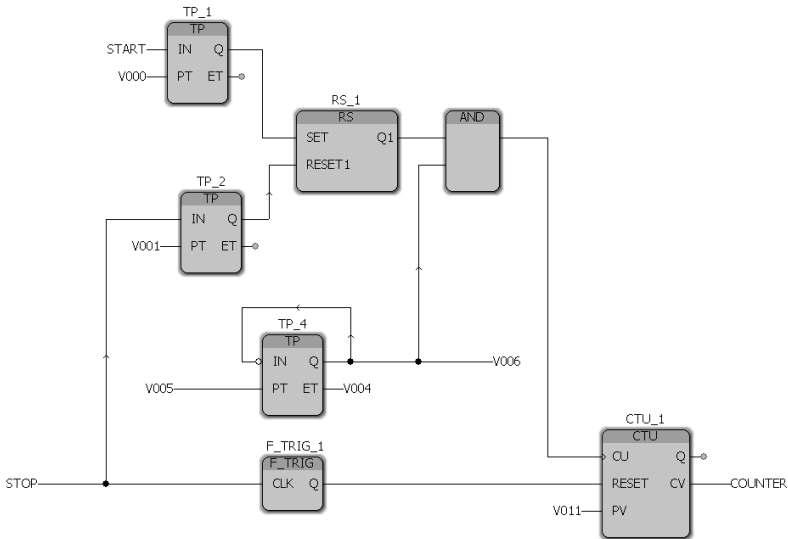 TP_1
TP
START IN Q
V000 PT ET
RS_1
RS
SET Q1
RESET1
AND
TP_2
TP
IN Q
V001 PT ET
TP_4
TP
IN Q V006
V005 PT ET V004
F_TRIG_1
F_TRIG
STOP CLK Q
CTU_1
CTU
CU Q
RESET CV COUNTER
V011 PV